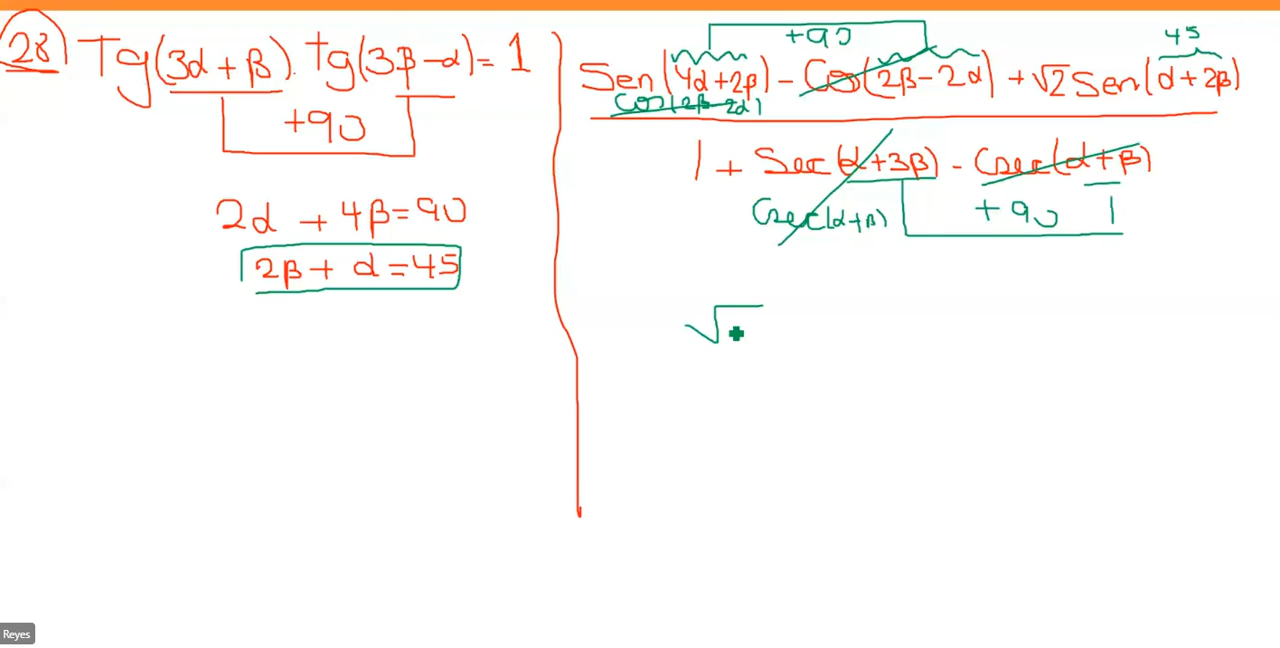 28) Tg(3α + β) . tg(3β - α) = 1
+90
2α + 4β = 90
2β + α = 45
+90
45
Sen(4α+2β) - Cos(2β - 2α) + √2 Sen(α + 2β)
Cos(2β - 2α)
1 + Sec(α + 3β) - Csec(α + β)
Csec(α + β)
+90
1
√
Reyes